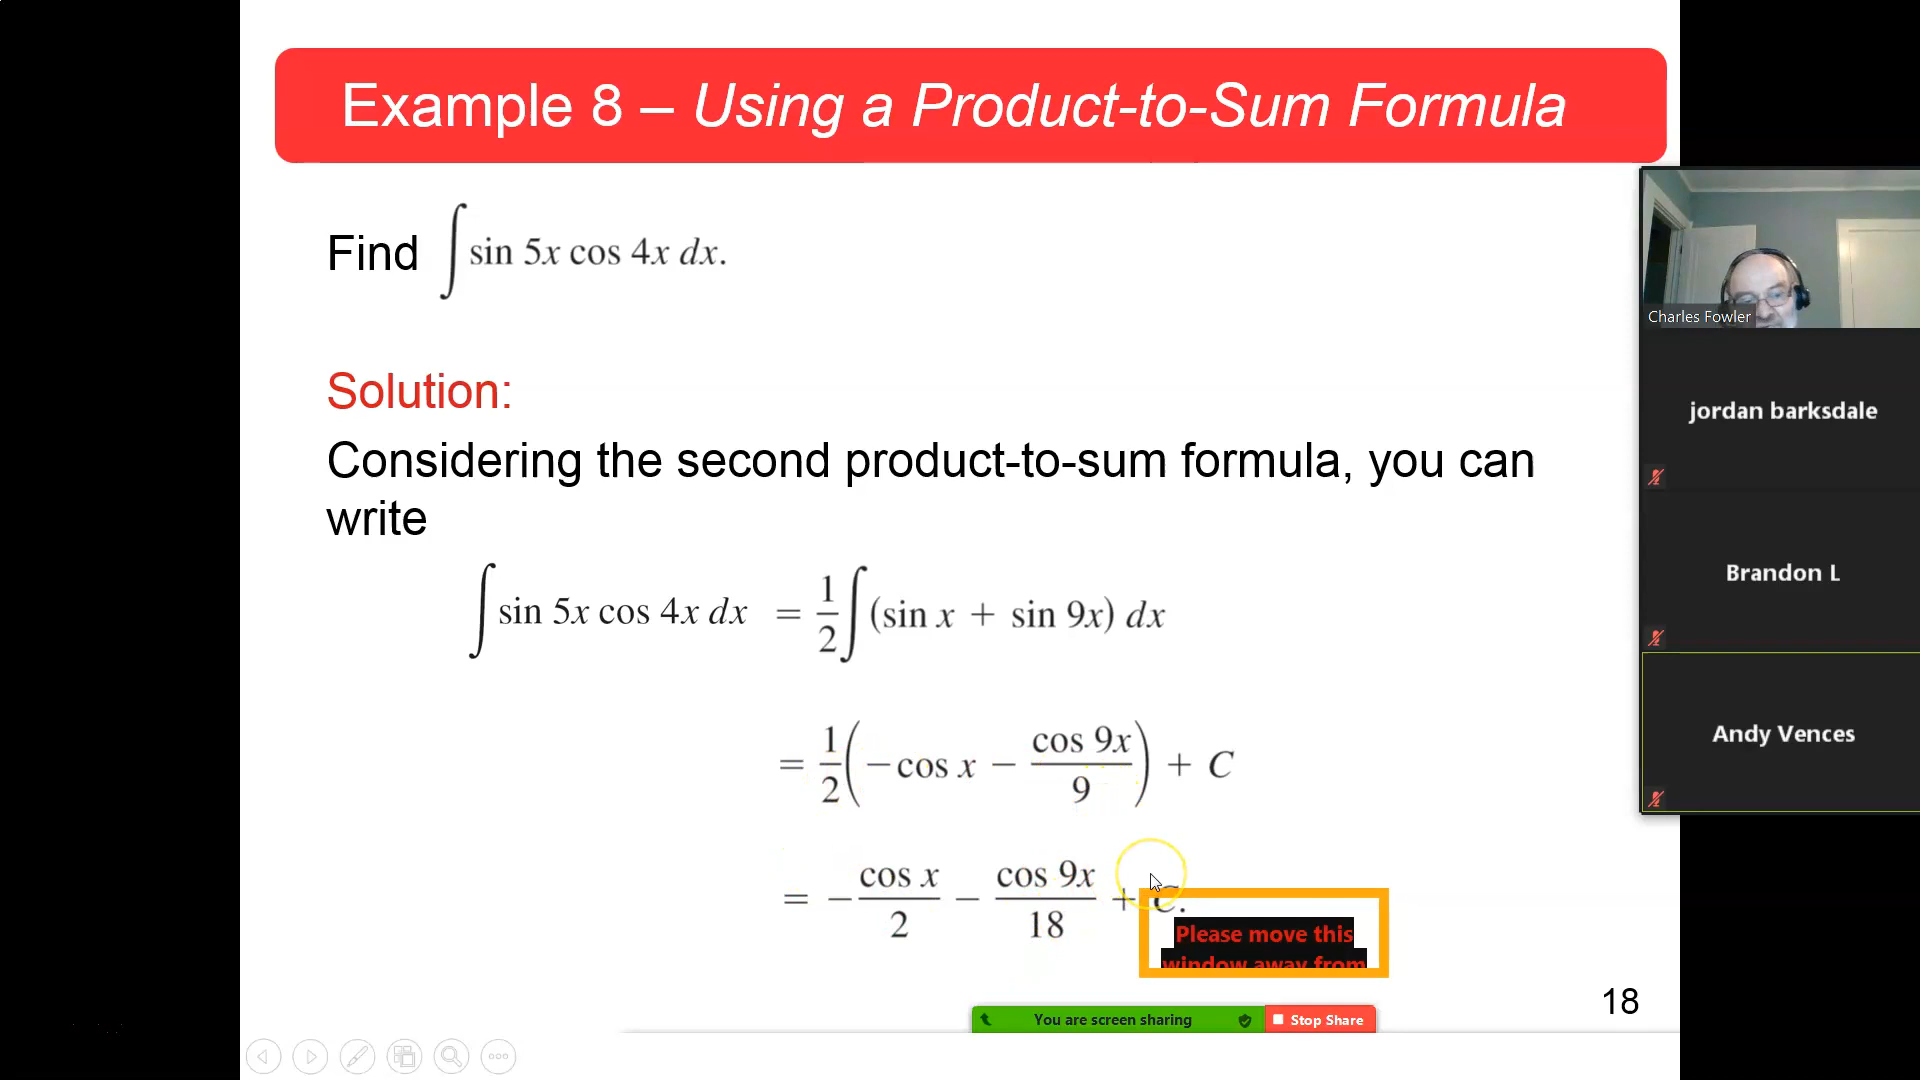 Example 8 – Using a Product-to-Sum Formula
Find ∫ sin 5x cos 4x dx.
Solution:
Considering the second product-to-sum formula, you can
write
∫ sin 5x cos 4x dx = 1/2 ∫ (sin x + sin 9x) dx
= 1/2 (−cos x − cos 9x/9) + C
= − cos x/2 − cos 9x/18 + C.
Please move this
window away from
18
You are screen sharing
Stop Share
Charles Fowler
jordan barksdale
Brandon L
Andy Vences